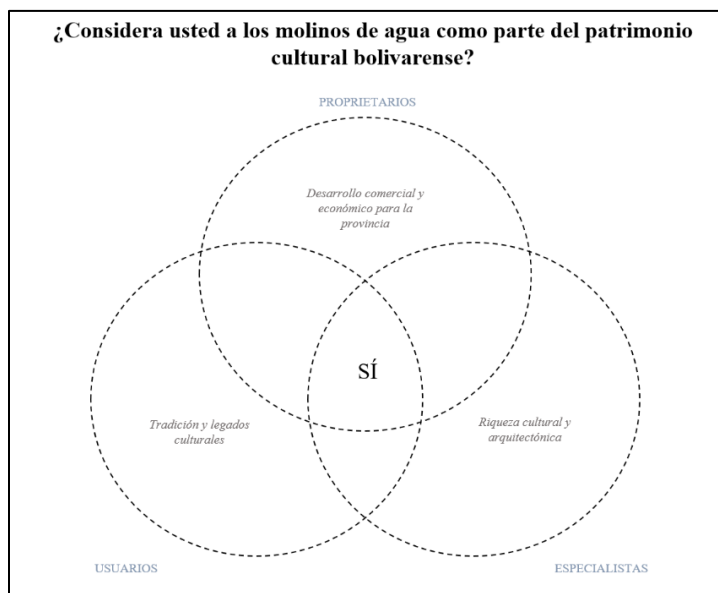 ¿Considera usted a los molinos de agua como parte del patrimonio
cultural bolivarense?
PROPRIETARIOS
Desarrollo comercial y
económico para la
provincia
SÍ
Tradición y legados
culturales
Riqueza cultural y
arquitectónica
USUARIOS
ESPECIALISTAS